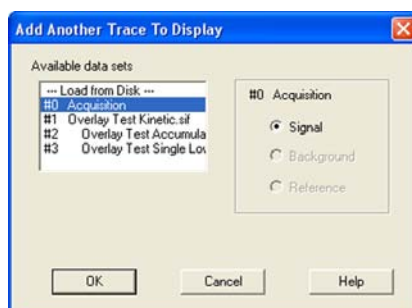 Add Another Trace To Display
Available data sets
--- Load from Disk ---
#0 Acquisition
#1 Overlay Test Kinetic.sif
#2 Overlay Test Accumula
#3 Overlay Test Single Lov
#0 Acquisition
Signal
Background
Reference
OK
Cancel
Help